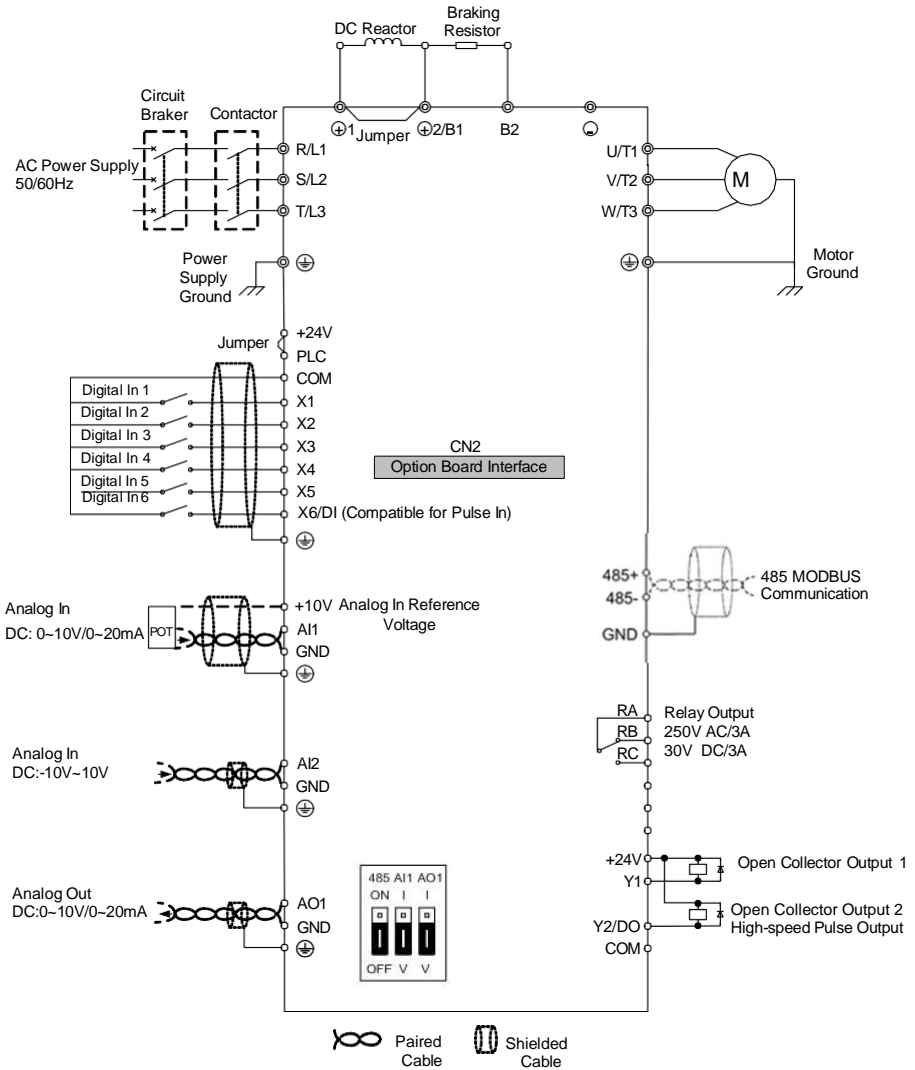 DC Reactor
Braking
Resistor
Circuit
Braker
Contactor
1
Jumper
2/B1
B2
AC Power Supply
50/60Hz
R/L1
S/L2
T/L3
U/T1
V/T2
W/T3
M
Power
Supply
Ground
Motor
Ground
Jumper
+24V
PLC
COM
Digital In 1
X1
Digital In 2
X2
Digital In 3
X3
Digital In 4
X4
Digital In 5
X5
Digital In 6
X6/DI (Compatible for Pulse In)
CN2
Option Board Interface
485+
485-
GND
485 MODBUS
Communication
Analog In
DC: 0~10V/0~20mA
POT
+10V Analog In Reference
Voltage
AI1
GND
RA
RB
RC
Relay Output
250V AC/3A
30V DC/3A
Analog In
DC:-10V~10V
AI2
GND
+24V
Y1
Open Collector Output 1
Y2/DO
COM
Open Collector Output 2
High-speed Pulse Output
Analog Out
DC:0~10V/0~20mA
AO1
GND
485 AI1 AO1
ON I I
OFF V V
Paired
Cable
Shielded
Cable